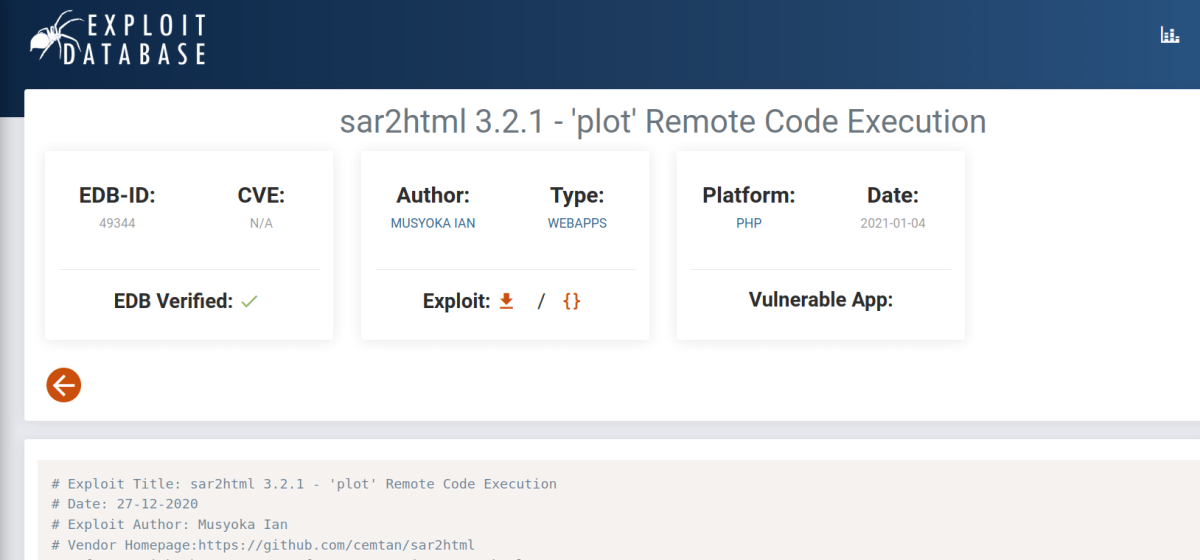 EXPLOIT
DATABASE
sar2html 3.2.1 - 'plot' Remote Code Execution
EDB-ID: CVE:
49344 N/A
EDB Verified:
Author: Type:
MUSYOKA IAN WEBAPPS
Exploit: / {}
Platform: Date:
PHP 2021-01-04
Vulnerable App:
# Exploit Title: sar2html 3.2.1 - 'plot' Remote Code Execution
# Date: 27-12-2020
# Exploit Author: Musyoka Ian
# Vendor Homepage:https://github.com/cemtan/sar2html